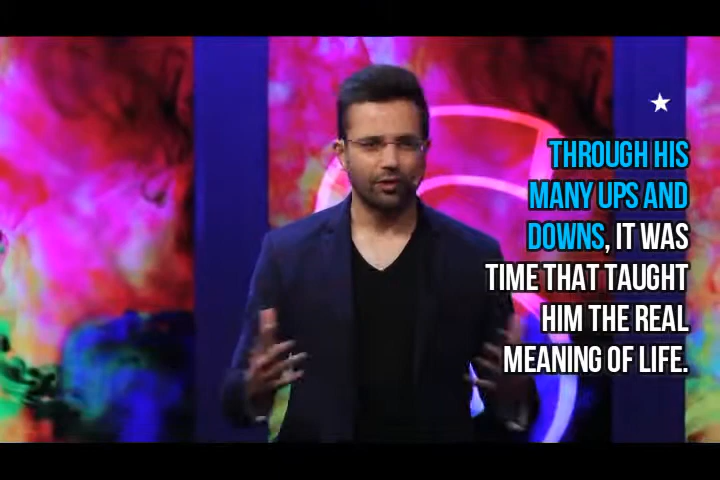 THROUGH HIS
MANY UPS AND
DOWNS, IT WAS
TIME THAT TAUGHT
HIM THE REAL
MEANING OF LIFE.